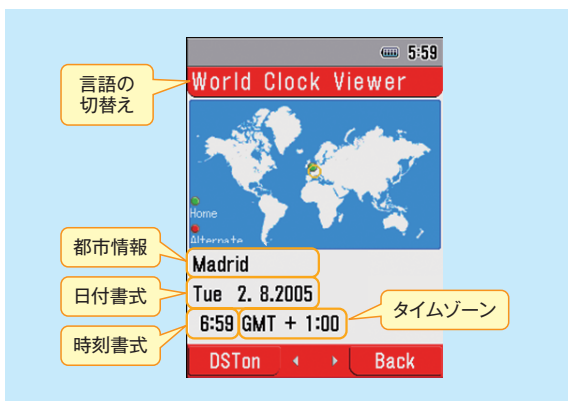 5:59
言語の
切替え
World Clock Viewer
Home
Alternate
都市情報
Madrid
日付書式
Tue 2. 8.2005
タイムゾーン
時刻書式
6:59 GMT + 1:00
DSTon
Back